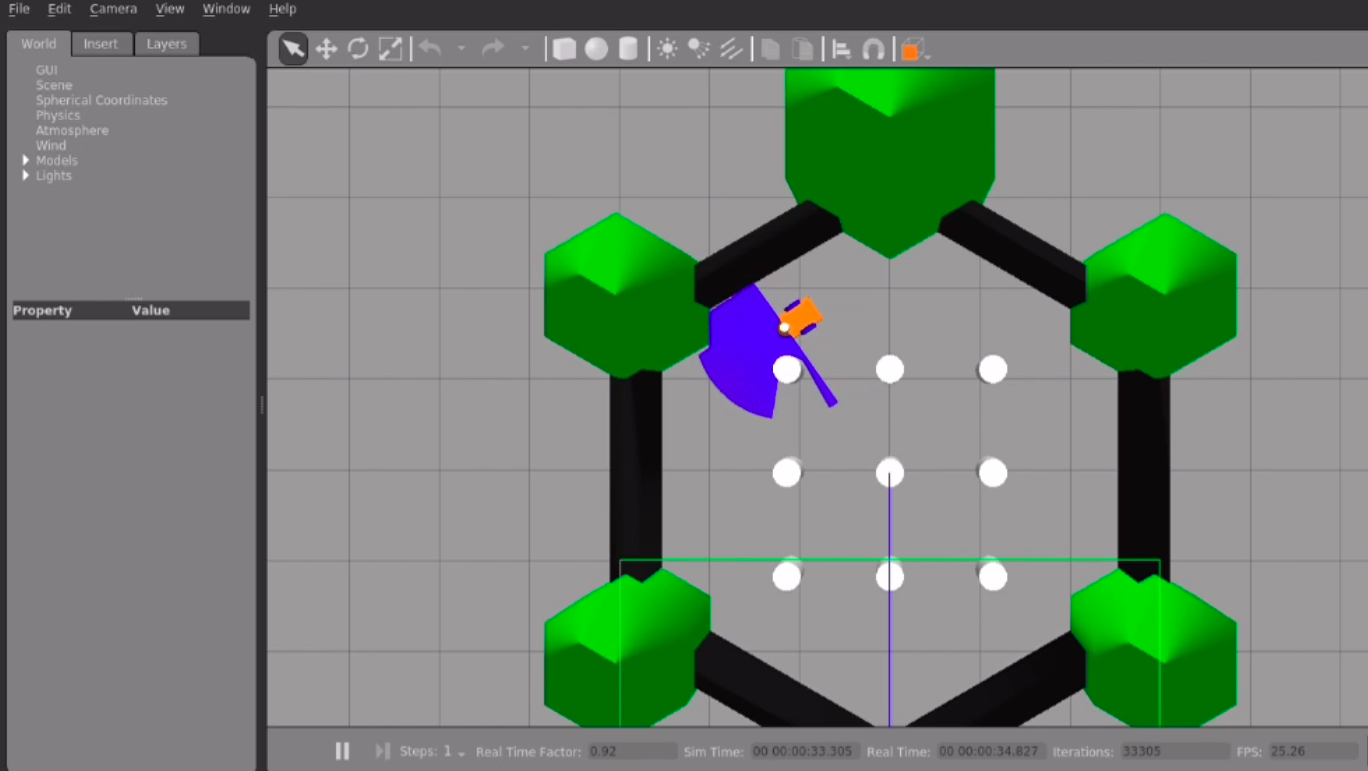 File Edit Camera View Window Help
World Insert Layers
GUI
Scene
Spherical Coordinates
Physics
Atmosphere
Wind
Models
Lights
Property Value
Steps: 1 Real Time Factor: 0.92 Sim Time: 00 00:00:33.305 Real Time: 00 00:00:34.827 Iterations: 33305 FPS: 25.26